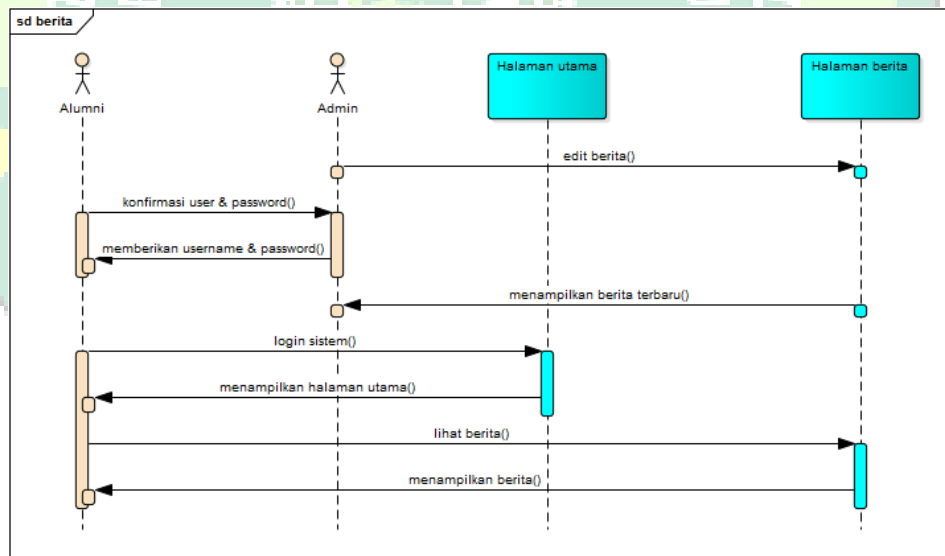 sd berita
Alumni
Admin
Halaman utama
Halaman berita
edit berita()
konfirmasi user & password()
memberikan username & password()
menampilkan berita terbaru()
login sistem()
menampilkan halaman utama()
lihat berita()
menampilkan berita()